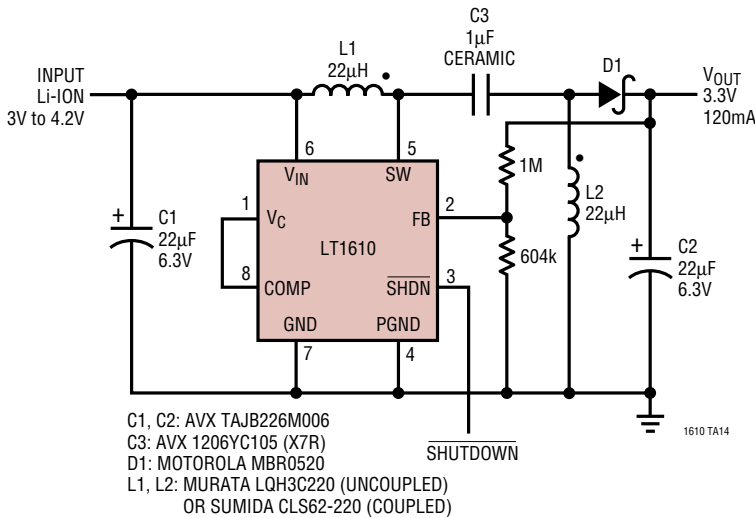 INPUT
Li-ION
3V to 4.2V
L1
22µH
C3
1µF
CERAMIC
D1
VOUT
3.3V
120mA
6
5
VIN
SW
1M
1
VC
2
FB
L2
22µH
+
C1
22µF
6.3V
LT1610
8
COMP
3
SHDN
604k
+
C2
22µF
6.3V
GND
PGND
7
4
1610 TA14
SHUTDOWN
C1, C2: AVX TAJB226M006
C3: AVX 1206YC105 (X7R)
D1: MOTOROLA MBR0520
L1, L2: MURATA LQH3C220 (UNCOUPLED)
OR SUMIDA CLS62-220 (COUPLED)